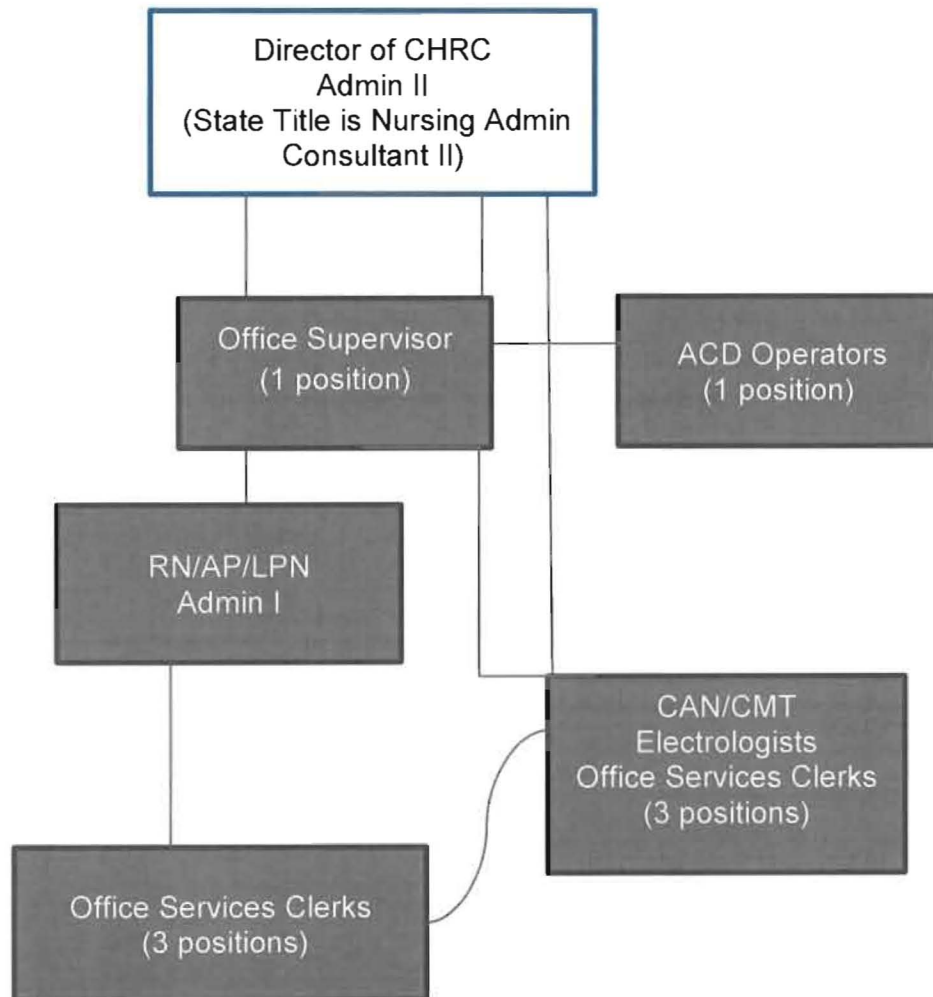 Director of CHRC
Admin II
(State Title is Nursing Admin
Consultant II)
Office Supervisor
(1 position)
ACD Operators
(1 position)
RN/AP/LPN
Admin I
CAN/CMT
Electrologists
Office Services Clerks
(3 positions)
Office Services Clerks
(3 positions)